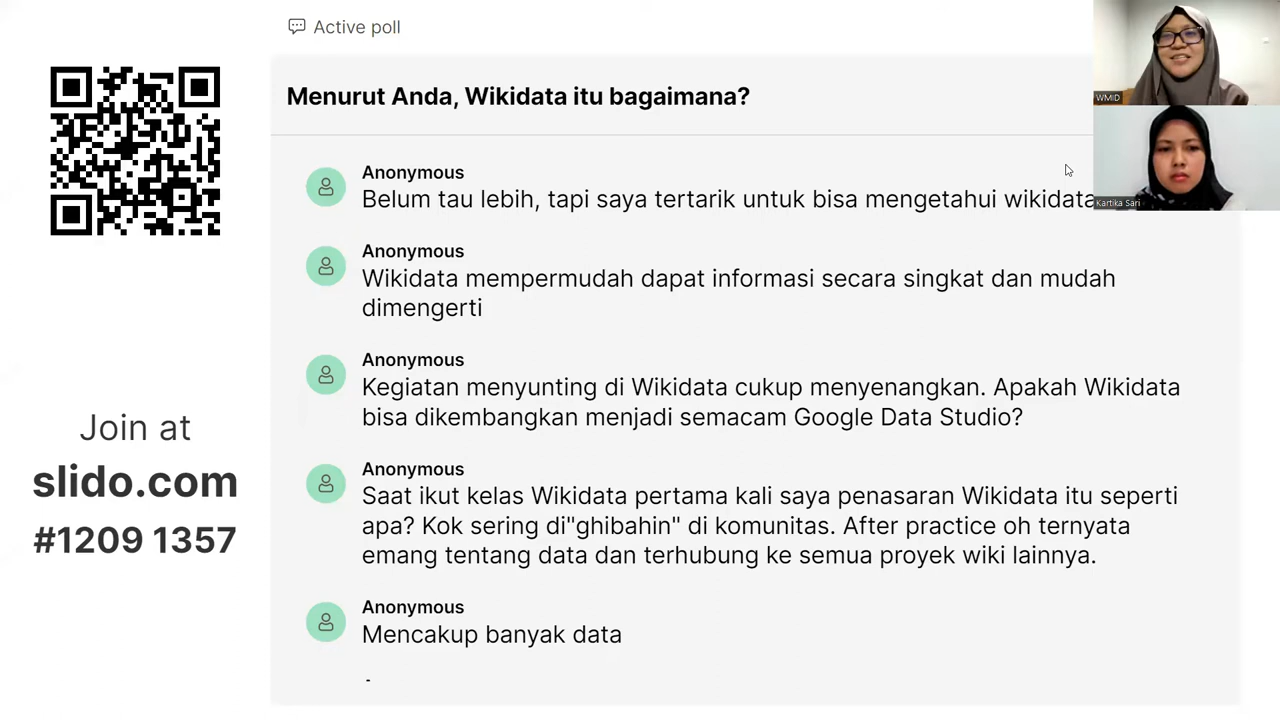 Active poll
Menurut Anda, Wikidata itu bagaimana?
WMID
Kartika Sari
Anonymous
Belum tau lebih, tapi saya tertarik untuk bisa mengetahui wikidata
Anonymous
Wikidata mempermudah dapat informasi secara singkat dan mudah
dimengerti
Anonymous
Kegiatan menyunting di Wikidata cukup menyenangkan. Apakah Wikidata
bisa dikembangkan menjadi semacam Google Data Studio?
Anonymous
Saat ikut kelas Wikidata pertama kali saya penasaran Wikidata itu seperti
apa? Kok sering di"ghibahin" di komunitas. After practice oh ternyata
emang tentang data dan terhubung ke semua proyek wiki lainnya.
Anonymous
Mencakup banyak data
Join at
slido.com
#1209 1357